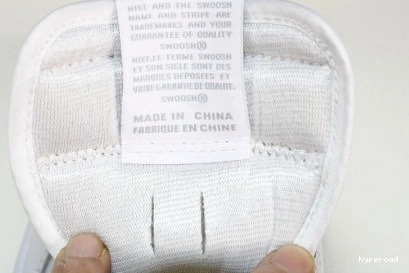 NIKE AND THE SWOOSH
NAME AND STRIPE ARE
TRADEMARKS AND YOUR
GUARANTEE OF QUALITY
SWOOSH®
NIKE, LE TERME SWOOSH
ET SON SIGLE SONT DES
MARQUES DEPOSEES ET
VOTRE GARANTIE DE QUALITE.
SWOOSH®
MADE IN CHINA
FABRIQUE EN CHINE
hyperoad